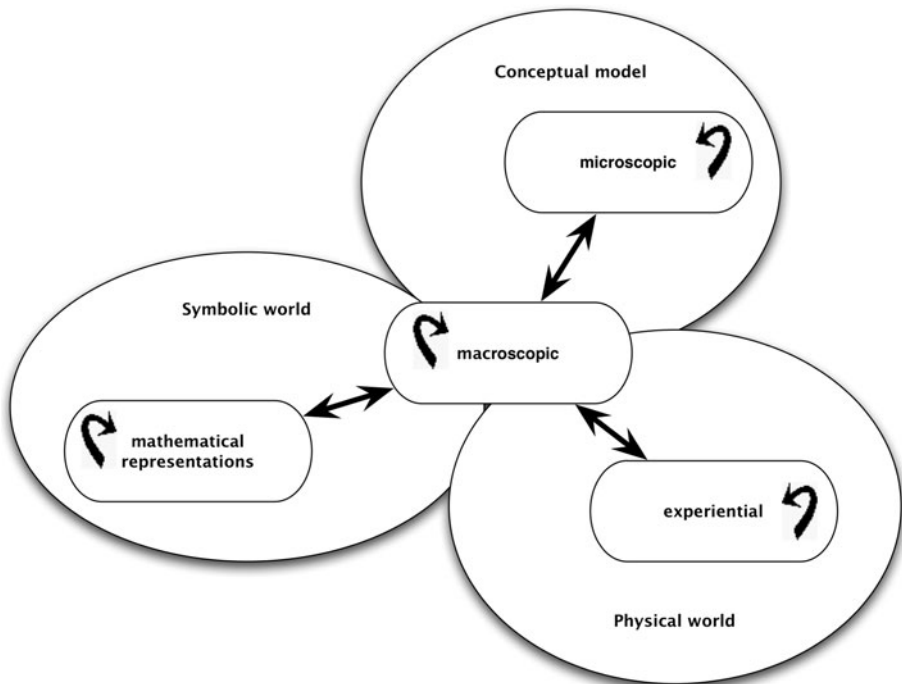 Conceptual model
microscopic
Symbolic world
macroscopic
mathematical
representations
experiential
Physical world